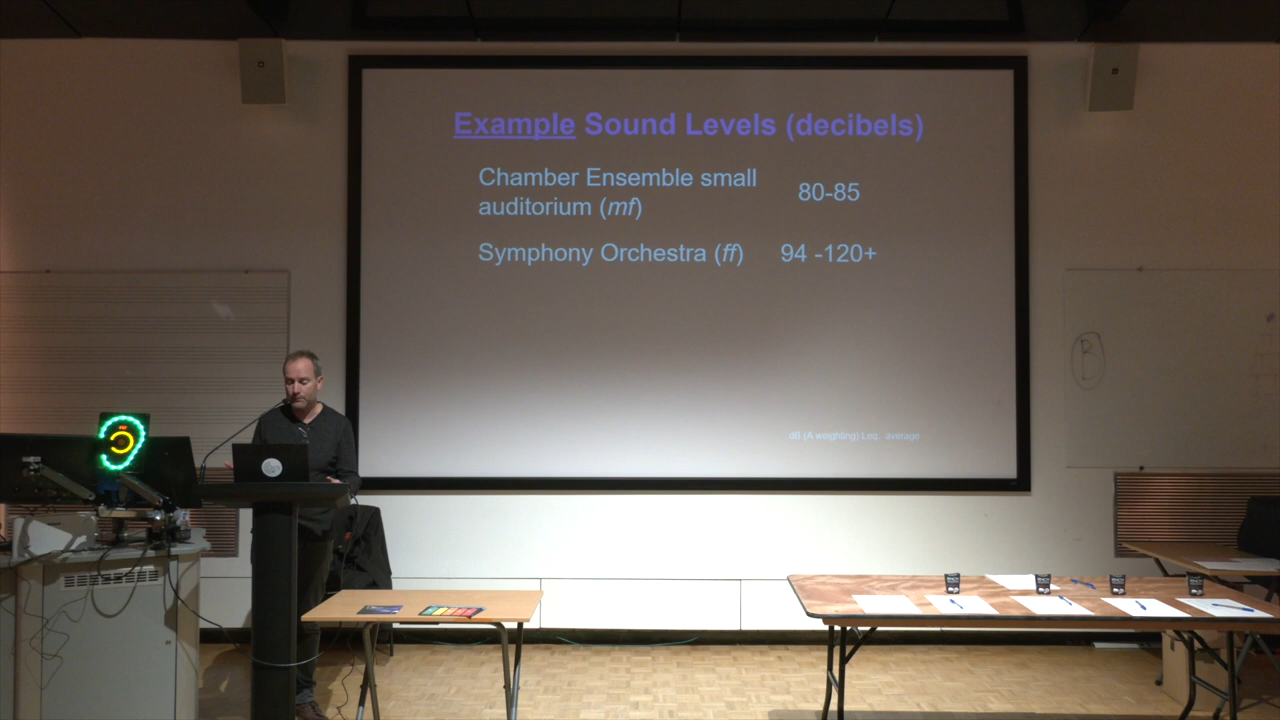 Example Sound Levels (decibels)
Chamber Ensemble small
auditorium (mf)
80-85
Symphony Orchestra (ff) 94 -120+
dB (A weighting) Leq. average
B